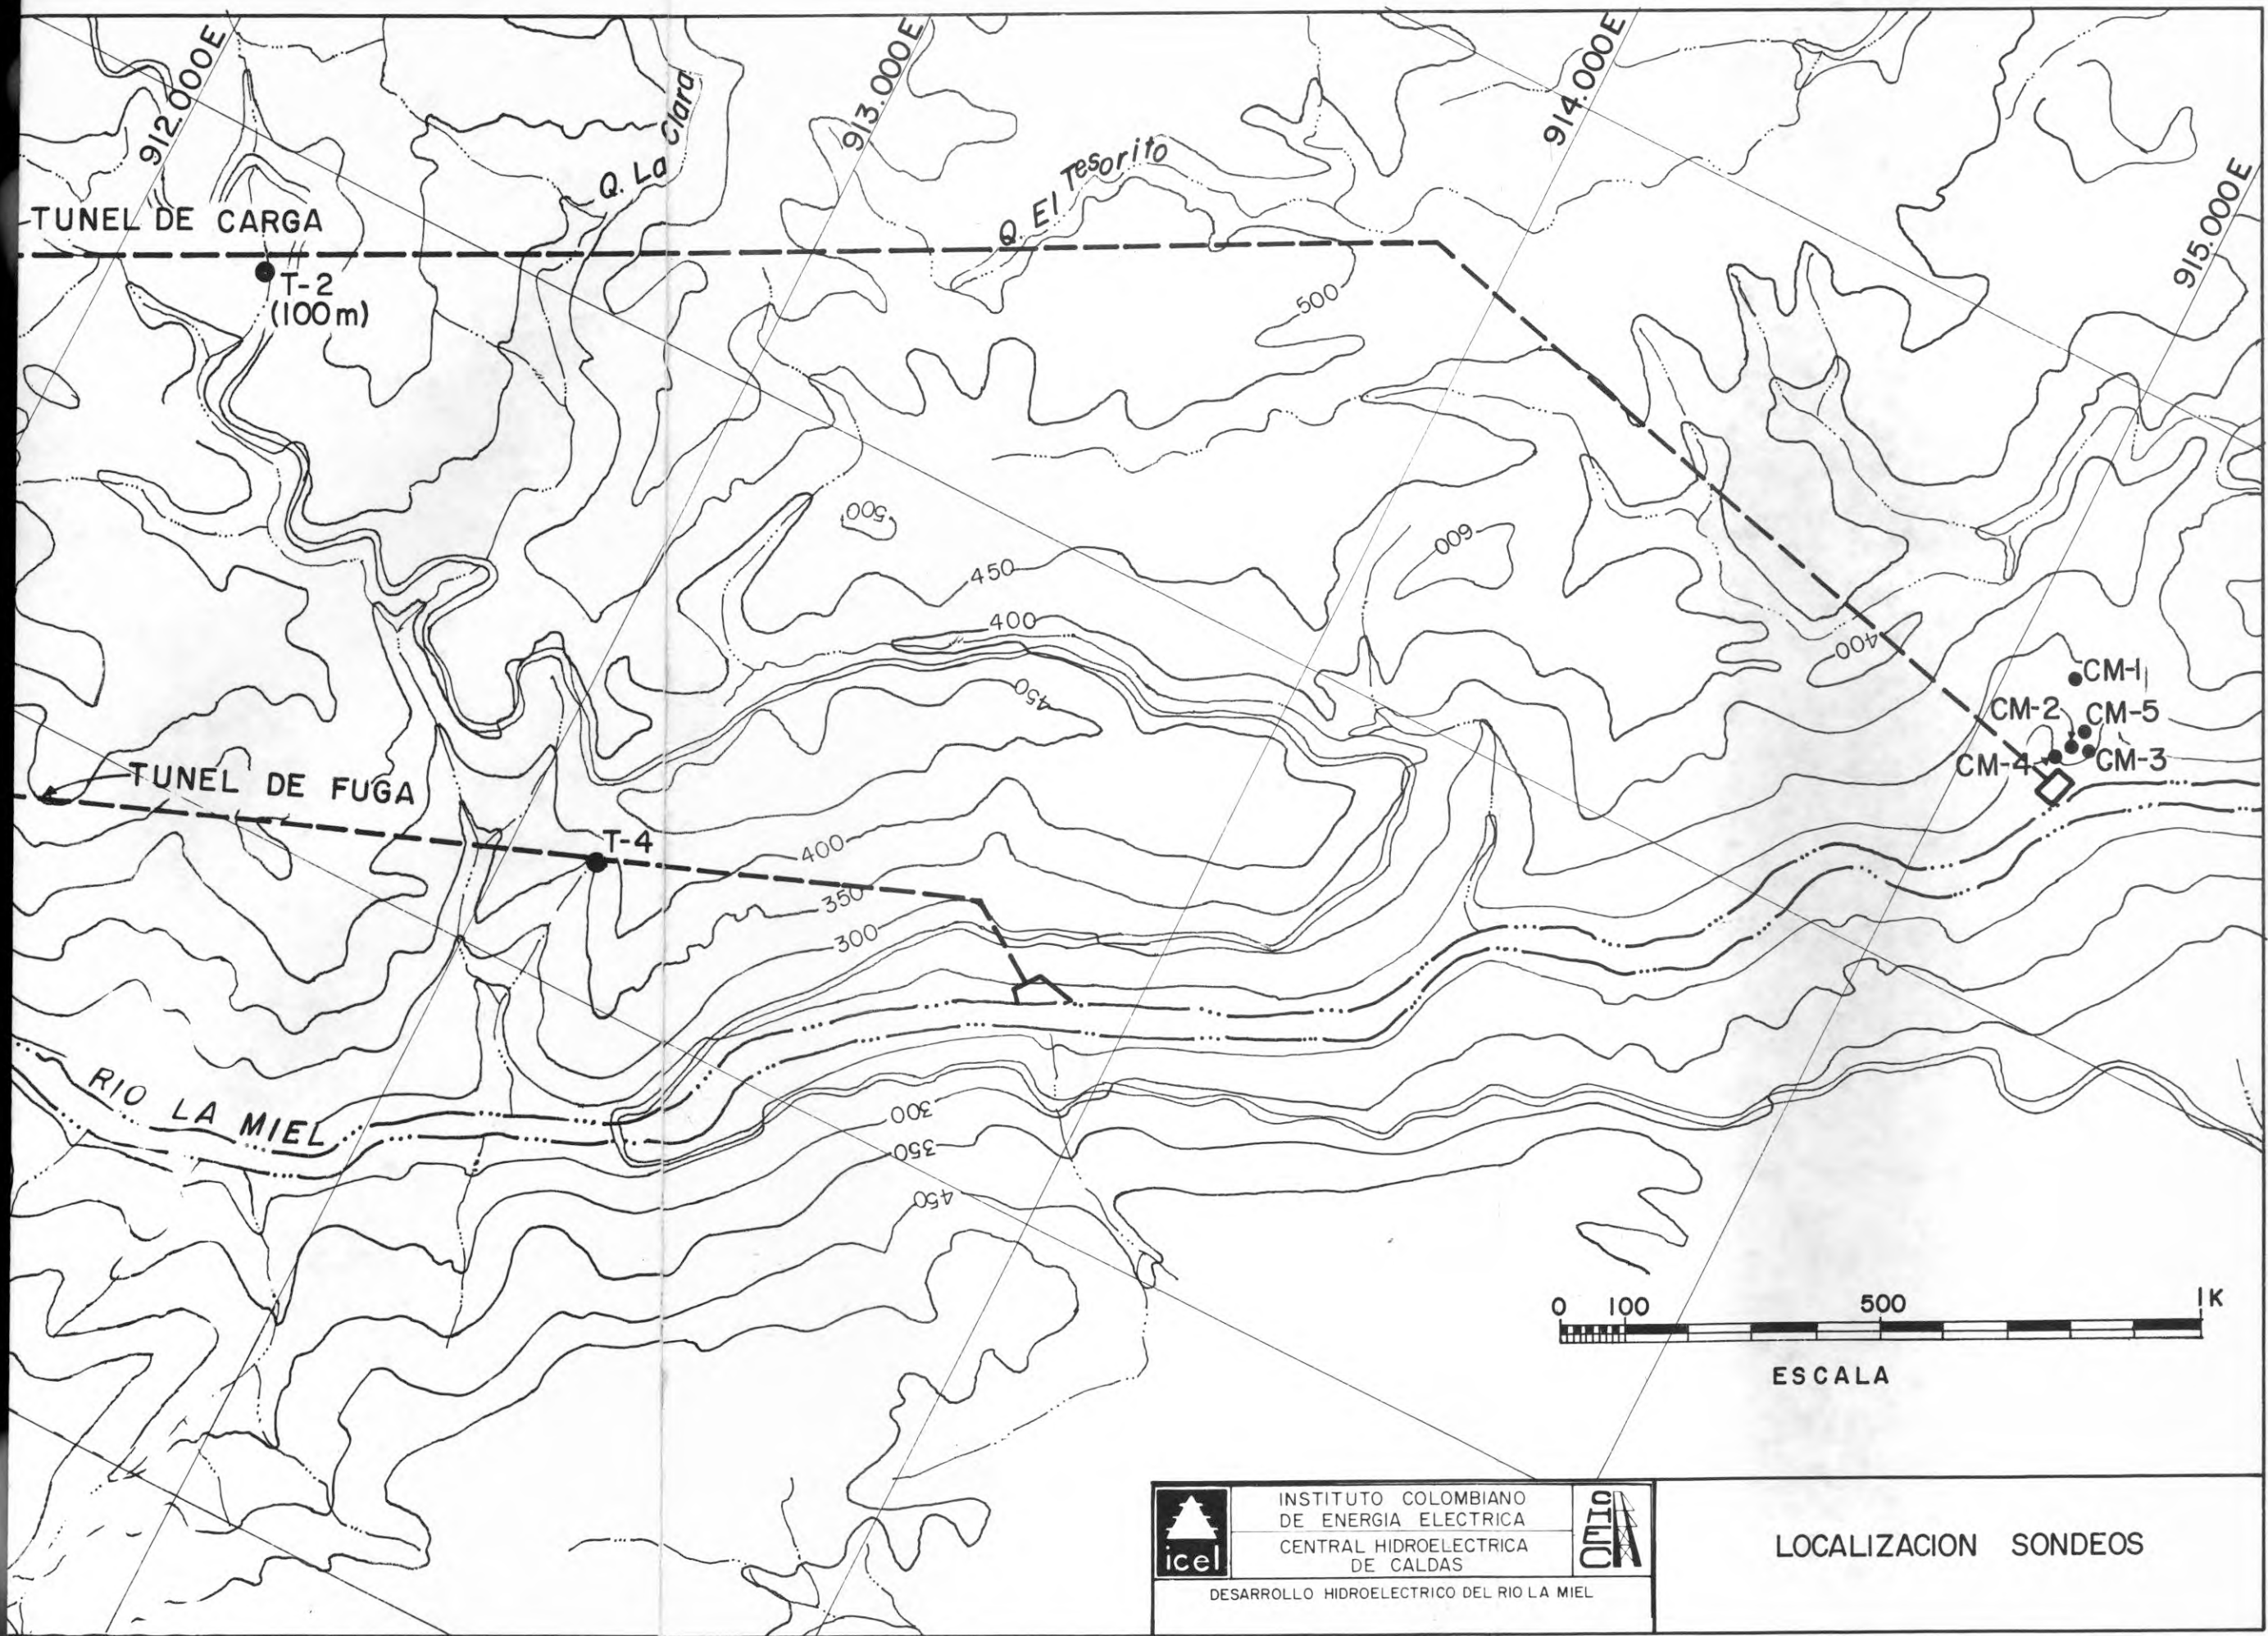 912.000E
913.000E
914.000E
915.000E
Q. La Clara
Q. El Tesorito
TUNEL DE CARGA
T-2
(100m)
500
500
600
450
400
450
400
CM-1
CM-2
CM-5
CM-4
CM-3
TUNEL DE FUGA
T-4
400
350
300
RIO LA MIEL
300
350
450
0 100 500 1K
ESCALA
icel
INSTITUTO COLOMBIANO
DE ENERGIA ELECTRICA
CENTRAL HIDROELECTRICA
DE CALDAS
CHEC
DESARROLLO HIDROELECTRICO DEL RIO LA MIEL
LOCALIZACION SONDEOS